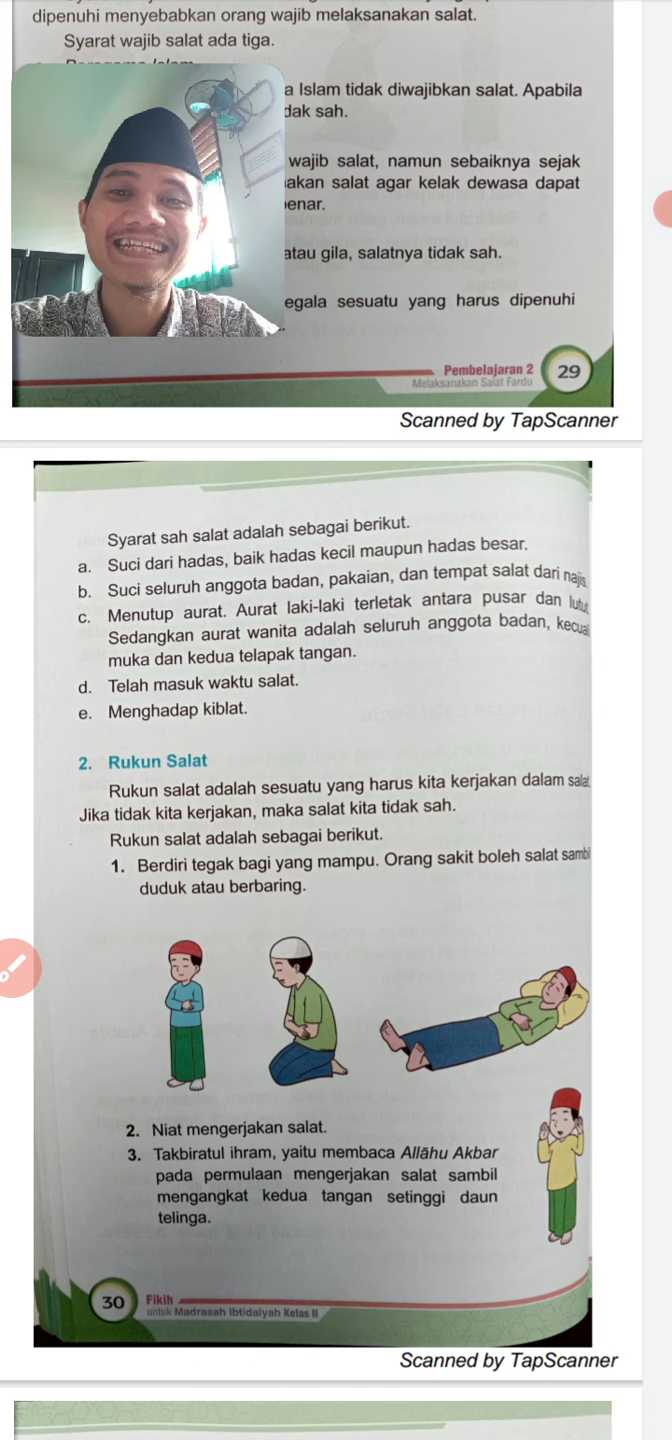 dipenuhi menyebabkan orang wajib melaksanakan salat.
Syarat wajib salat ada tiga.
a Islam tidak diwajibkan salat. Apabila
dak sah.
wajib salat, namun sebaiknya sejak
akan salat agar kelak dewasa dapat
enar.
atau gila, salatnya tidak sah.
egala sesuatu yang harus dipenuhi
Pembelajaran 2
Melaksanakan Salat Fardu
29
Scanned by TapScanner
Syarat sah salat adalah sebagai berikut.
a. Suci dari hadas, baik hadas kecil maupun hadas besar.
b. Suci seluruh anggota badan, pakaian, dan tempat salat dari najis
c. Menutup aurat. Aurat laki-laki terletak antara pusar dan lutut
Sedangkan aurat wanita adalah seluruh anggota badan, kecuai
muka dan kedua telapak tangan.
d. Telah masuk waktu salat.
e. Menghadap kiblat.
2. Rukun Salat
Rukun salat adalah sesuatu yang harus kita kerjakan dalam salat.
Jika tidak kita kerjakan, maka salat kita tidak sah.
Rukun salat adalah sebagai berikut.
1. Berdiri tegak bagi yang mampu. Orang sakit boleh salat sambi
duduk atau berbaring.
2. Niat mengerjakan salat.
3. Takbiratul ihram, yaitu membaca Allāhu Akbar
pada permulaan mengerjakan salat sambil
mengangkat kedua tangan setinggi daun
telinga.
30
Fikih
untuk Madrasah Ibtidaiyah Kelas II
Scanned by TapScanner